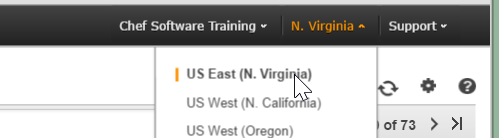 Chef Software Training N. Virginia Support
US East (N. Virginia)
US West (N. California)
of 73
US West (Oregon)